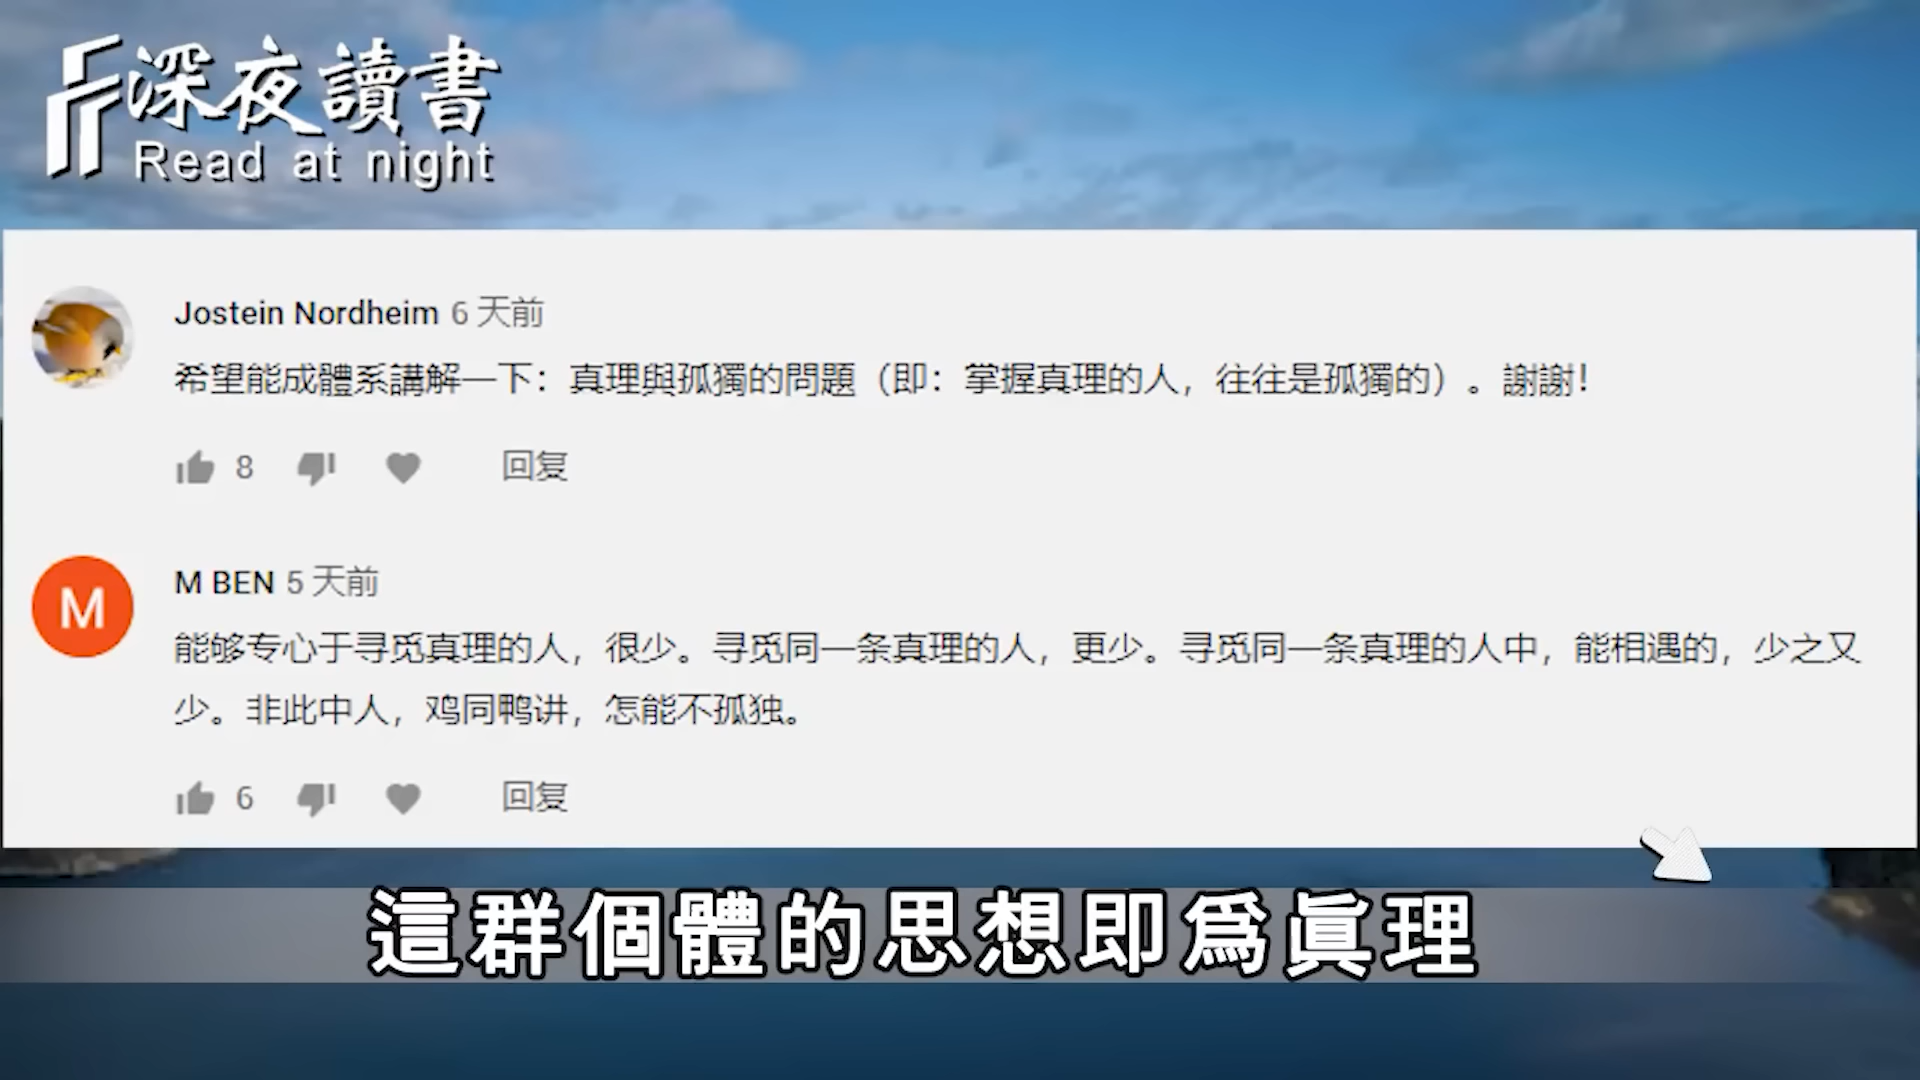 深夜讀書
Read at night
Jostein Nordheim 6 天前
希望能成體系講解一下：真理與孤獨的問題（即：掌握真理的人，往往是孤獨的）。謝謝！
8 回复
M
M BEN 5 天前
能够专心于寻觅真理的人，很少。寻觅同一条真理的人，更少。寻觅同一条真理的人中，能相遇的，少之又
少。非此中人，鸡同鸭讲，怎能不孤独。
6 回复
這群個體的思想即爲眞理